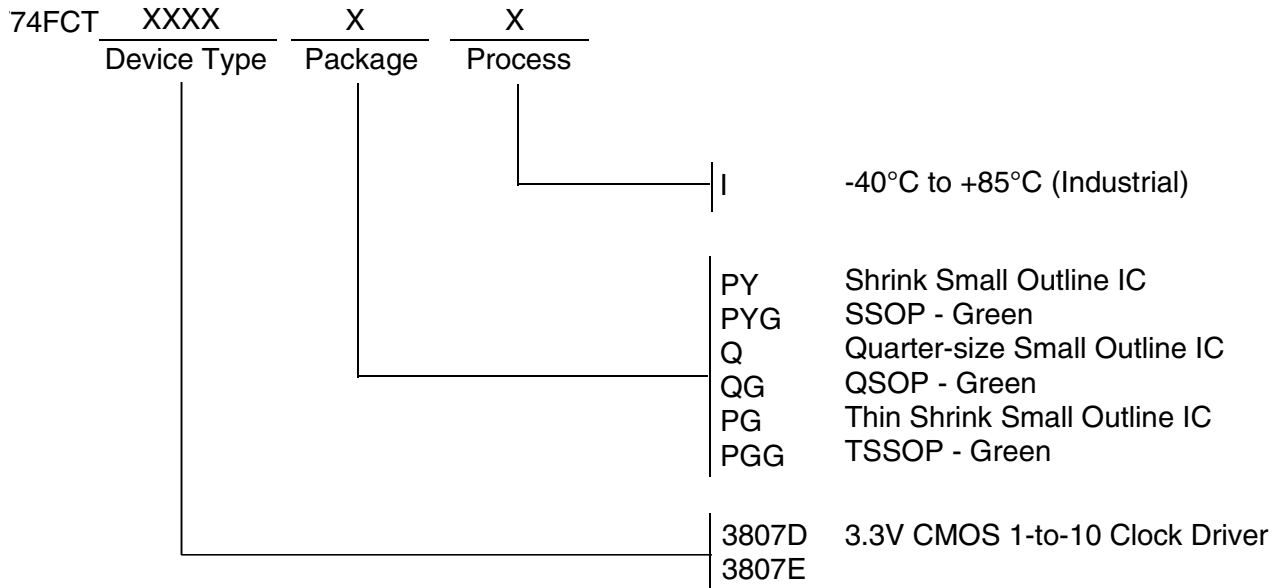 74FCT XXXX X X
Device Type Package Process
I -40°C to +85°C (Industrial)
PY Shrink Small Outline IC
PYG SSOP - Green
Q Quarter-size Small Outline IC
QG QSOP - Green
PG Thin Shrink Small Outline IC
PGG TSSOP - Green
3807D 3.3V CMOS 1-to-10 Clock Driver
3807E